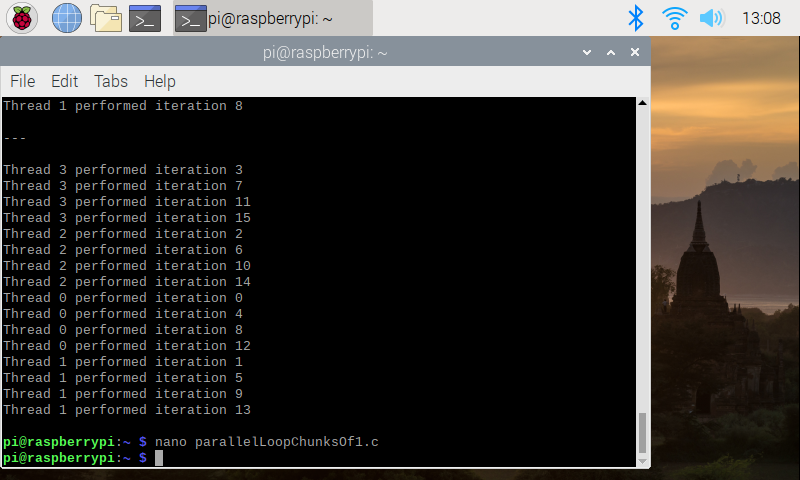 pi@raspberrypi: ~
13:08
pi@raspberrypi: ~
File Edit Tabs Help
Thread 1 performed iteration 8
---
Thread 3 performed iteration 3
Thread 3 performed iteration 7
Thread 3 performed iteration 11
Thread 3 performed iteration 15
Thread 2 performed iteration 2
Thread 2 performed iteration 6
Thread 2 performed iteration 10
Thread 2 performed iteration 14
Thread 0 performed iteration 0
Thread 0 performed iteration 4
Thread 0 performed iteration 8
Thread 0 performed iteration 12
Thread 1 performed iteration 1
Thread 1 performed iteration 5
Thread 1 performed iteration 9
Thread 1 performed iteration 13
pi@raspberrypi:~ $ nano parallelLoopChunksOf1.c
pi@raspberrypi:~ $